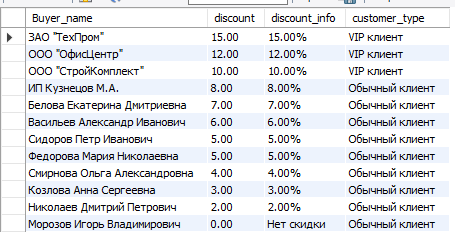 Buyer_name discount discount_info customer_type
ЗАО "ТехПром" 15.00 15.00% VIP клиент
ООО "ОфисЦентр" 12.00 12.00% VIP клиент
ООО "СтройКомплект" 10.00 10.00% VIP клиент
ИП Кузнецов М.А. 8.00 8.00% Обычный клиент
Белова Екатерина Дмитриевна 7.00 7.00% Обычный клиент
Васильев Александр Иванович 6.00 6.00% Обычный клиент
Сидоров Петр Иванович 5.00 5.00% Обычный клиент
Федорова Мария Николаевна 5.00 5.00% Обычный клиент
Смирнова Ольга Александровна 4.00 4.00% Обычный клиент
Козлова Анна Сергеевна 3.00 3.00% Обычный клиент
Николаев Дмитрий Петрович 2.00 2.00% Обычный клиент
Морозов Игорь Владимирович 0.00 Нет скидки Обычный клиент